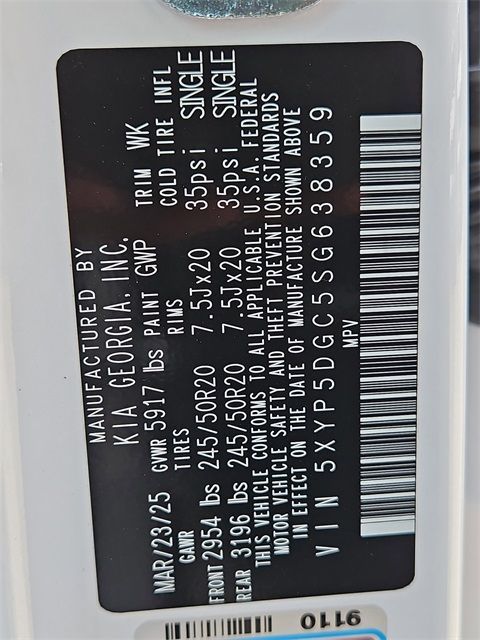 MANUFACTURED BY
KIA GEORGIA, INC.
MAR/23/25 GVWR 5917 lbs PAINT GWP TRIM WK
GAWR TIRES RIMS COLD TIRE INFL
FRONT 2954 lbs 245/50R20 7.5Jx20 35psi SINGLE
REAR 3196 lbs 245/50R20 7.5Jx20 35psi SINGLE
THIS VEHICLE CONFORMS TO ALL APPLICABLE U.S.A. FEDERAL
MOTOR VEHICLE SAFETY AND THEFT PREVENTION STANDARDS
IN EFFECT ON THE DATE OF MANUFACTURE SHOWN ABOVE
VIN 5XYP5DGC5SG638359
MPV
9110